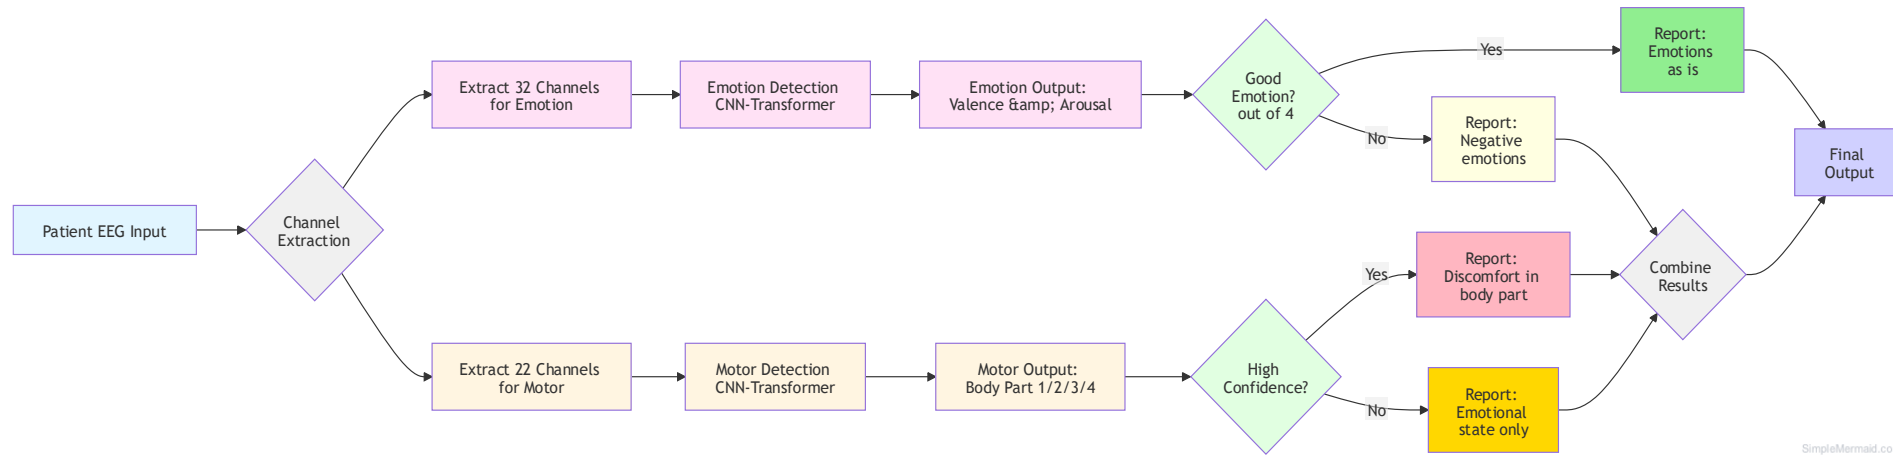 Patient EEG Input
Channel
Extraction
Extract 32 Channels
for Emotion
Emotion Detection
CNN-Transformer
Emotion Output:
Valence &amp; Arousal
Good
Emotion?
out of 4
Yes
No
Report:
Emotions
as is
Report:
Negative
emotions
Extract 22 Channels
for Motor
Motor Detection
CNN-Transformer
Motor Output:
Body Part 1/2/3/4
High
Confidence?
Yes
No
Report:
Discomfort in
body part
Report:
Emotional
state only
Combine
Results
Final
Output
SimpleMermaid.co